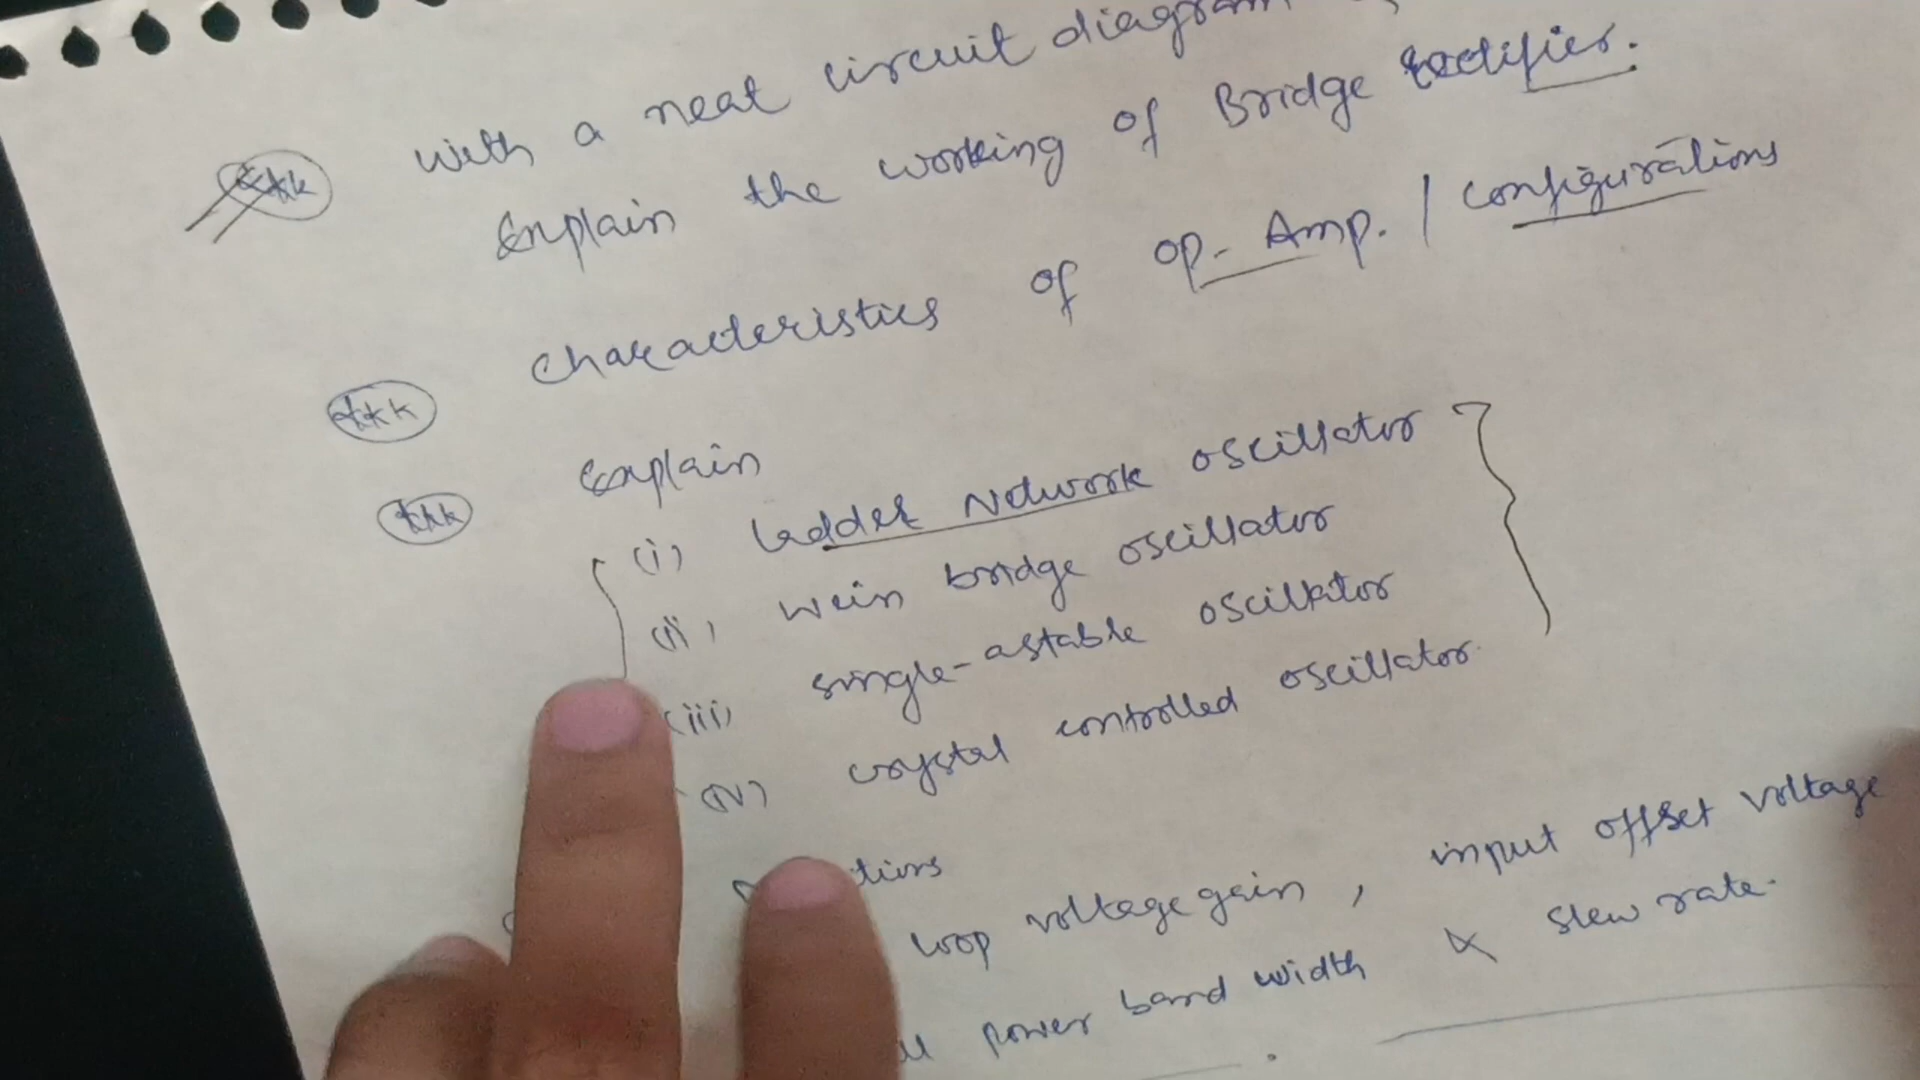 with a neat circuit diagram
Explain the working of Bridge rectifier.
*** characteristics of op-Amp. / configurations
*** Explain
(i) ladder Network oscillator
(ii) wein bridge oscillator
(iii) single-astable oscillator
(iv) crystal controlled oscillator.
loop voltage gain, input offset voltage
power band width & slew rate.